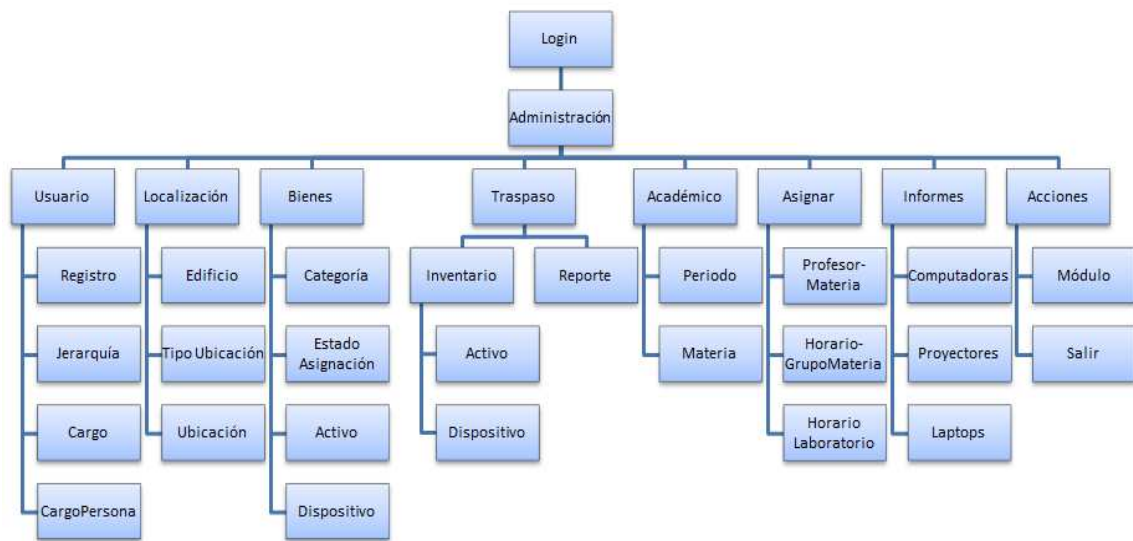 Login
Administración
Usuario
Localización
Bienes
Traspaso
Académico
Asignar
Informes
Acciones
Registro
Edificio
Categoría
Inventario
Reporte
Periodo
Profesor-
Materia
Computadoras
Módulo
Jerarquía
Tipo Ubicación
Estado
Asignación
Activo
Materia
Horario-
GrupoMateria
Proyectores
Salir
Cargo
Ubicación
Activo
Dispositivo
Horario
Laboratorio
Laptops
CargoPersona
Dispositivo